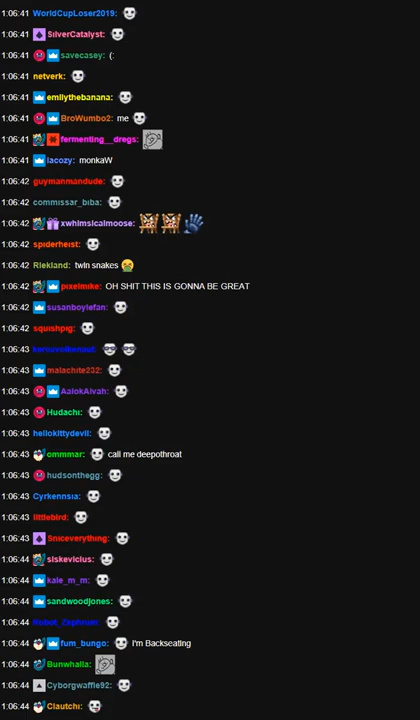 1:06:41 WorldCupLoser2019:
1:06:41 SilverCatalyst:
1:06:41 savecasey: (:
1:06:41 netverk:
1:06:41 emilythebanana:
1:06:41 BroWumbo2: me
1:06:41 fermenting__dregs:
1:06:41 lacozy: monkaW
1:06:42 guymanmandude:
1:06:42 commissar_biba:
1:06:42 xwhimsicalmoose:
1:06:42 spiderheist:
1:06:42 Riekland: twin snakes
1:06:42 pixelmike: OH SHIT THIS IS GONNA BE GREAT
1:06:42 susanboylefan:
1:06:42 squishpig:
1:06:43
1:06:43 malachite232:
1:06:43 AalokAivah:
1:06:43 Hudachi:
1:06:43 hellokittydevil:
1:06:43 ommmar: call me deepothroat
1:06:43 hudsonthegg:
1:06:43 Cyrkennsia:
1:06:43 littlebird:
1:06:43 5niceverything:
1:06:44 siskevicius:
1:06:44 kale_m_m:
1:06:44 sandwoodjones:
1:06:44
1:06:44 fum_bungo: I'm Backseating
1:06:44 Bunwhalla:
1:06:44 Cyborgwaffle92:
1:06:44 Clautchi: